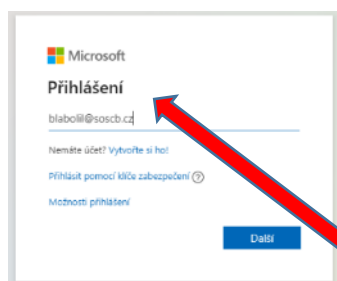 Microsoft
Přihlášení
blabolil@soscb.cz
Nemáte účet? Vytvořte si ho!
Přihlásit pomocí klíče zabezpečení ?
Možnosti přihlášení
Další